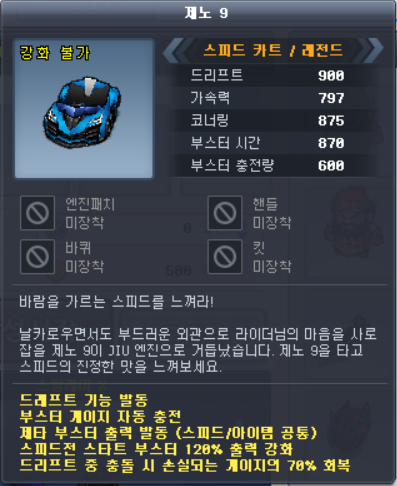 제노 9
강화 불가
스피드 카트 / 레전드
드리프트 900
가속력 797
코너링 875
부스터 시간 870
부스터 충전량 600
엔진패치 미장착
핸들 미장착
바퀴 미장착
킷 미장착
바람을 가르는 스피드를 느껴라!
날카로우면서도 부드러운 외관으로 라이더님의 마음을 사로
잡을 제노 9이 JIU 엔진으로 거듭났습니다. 제노 9을 타고
스피드의 진정한 맛을 느껴보세요.
드래프트 기능 발동
부스터 게이지 자동 충전
제타 부스터 출력 발동 (스피드/아이템 공통)
스피드전 스타트 부스터 120% 출력 강화
드리프트 중 충돌 시 손실되는 게이지의 70% 회복